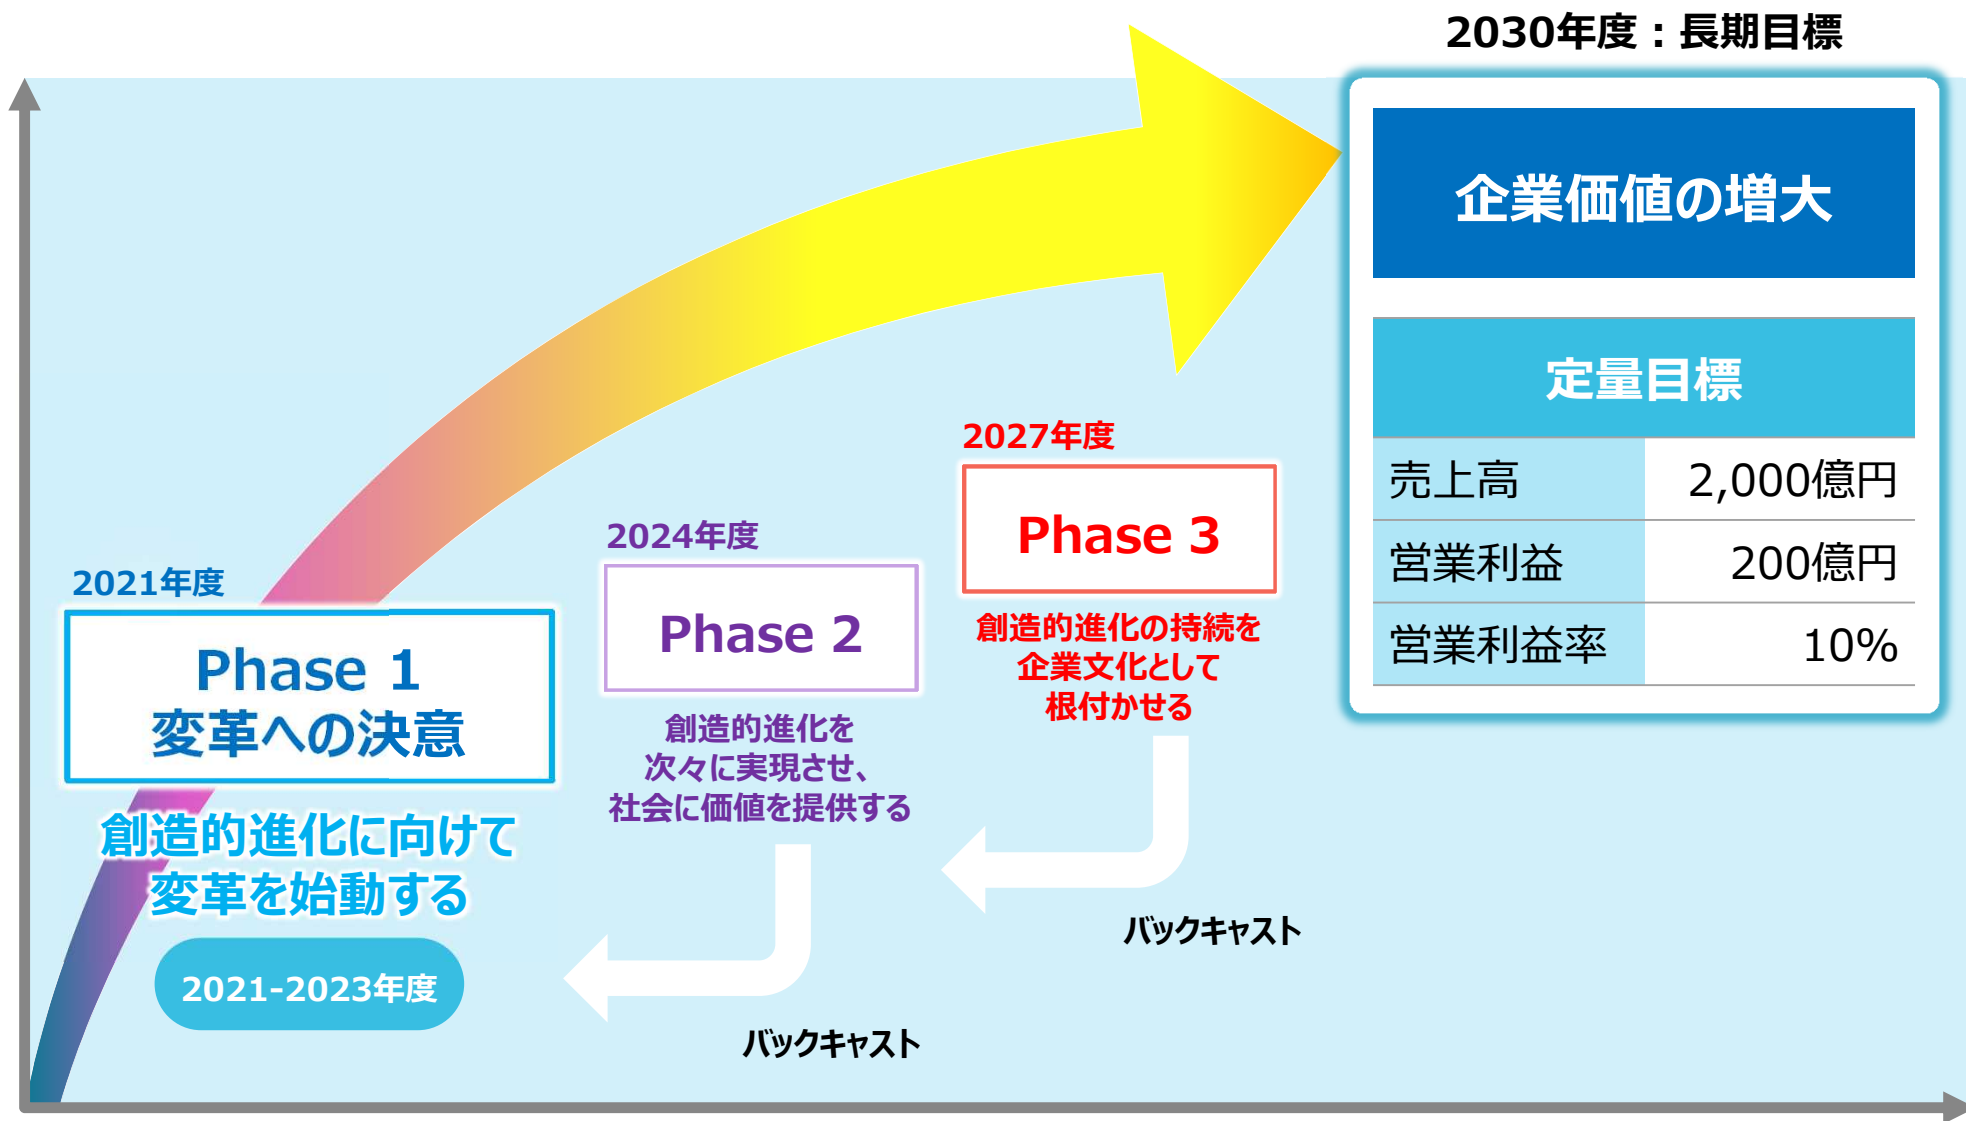 2030年度：長期目標
企業価値の増大
定量目標
売上高 2,000億円
営業利益 200億円
営業利益率 10%
2021年度
Phase 1
変革への決意
創造的進化に向けて
変革を始動する
2021-2023年度
2024年度
Phase 2
創造的進化を
次々に実現させ、
社会に価値を提供する
バックキャスト
2027年度
Phase 3
創造的進化の持続を
企業文化として
根付かせる
バックキャスト